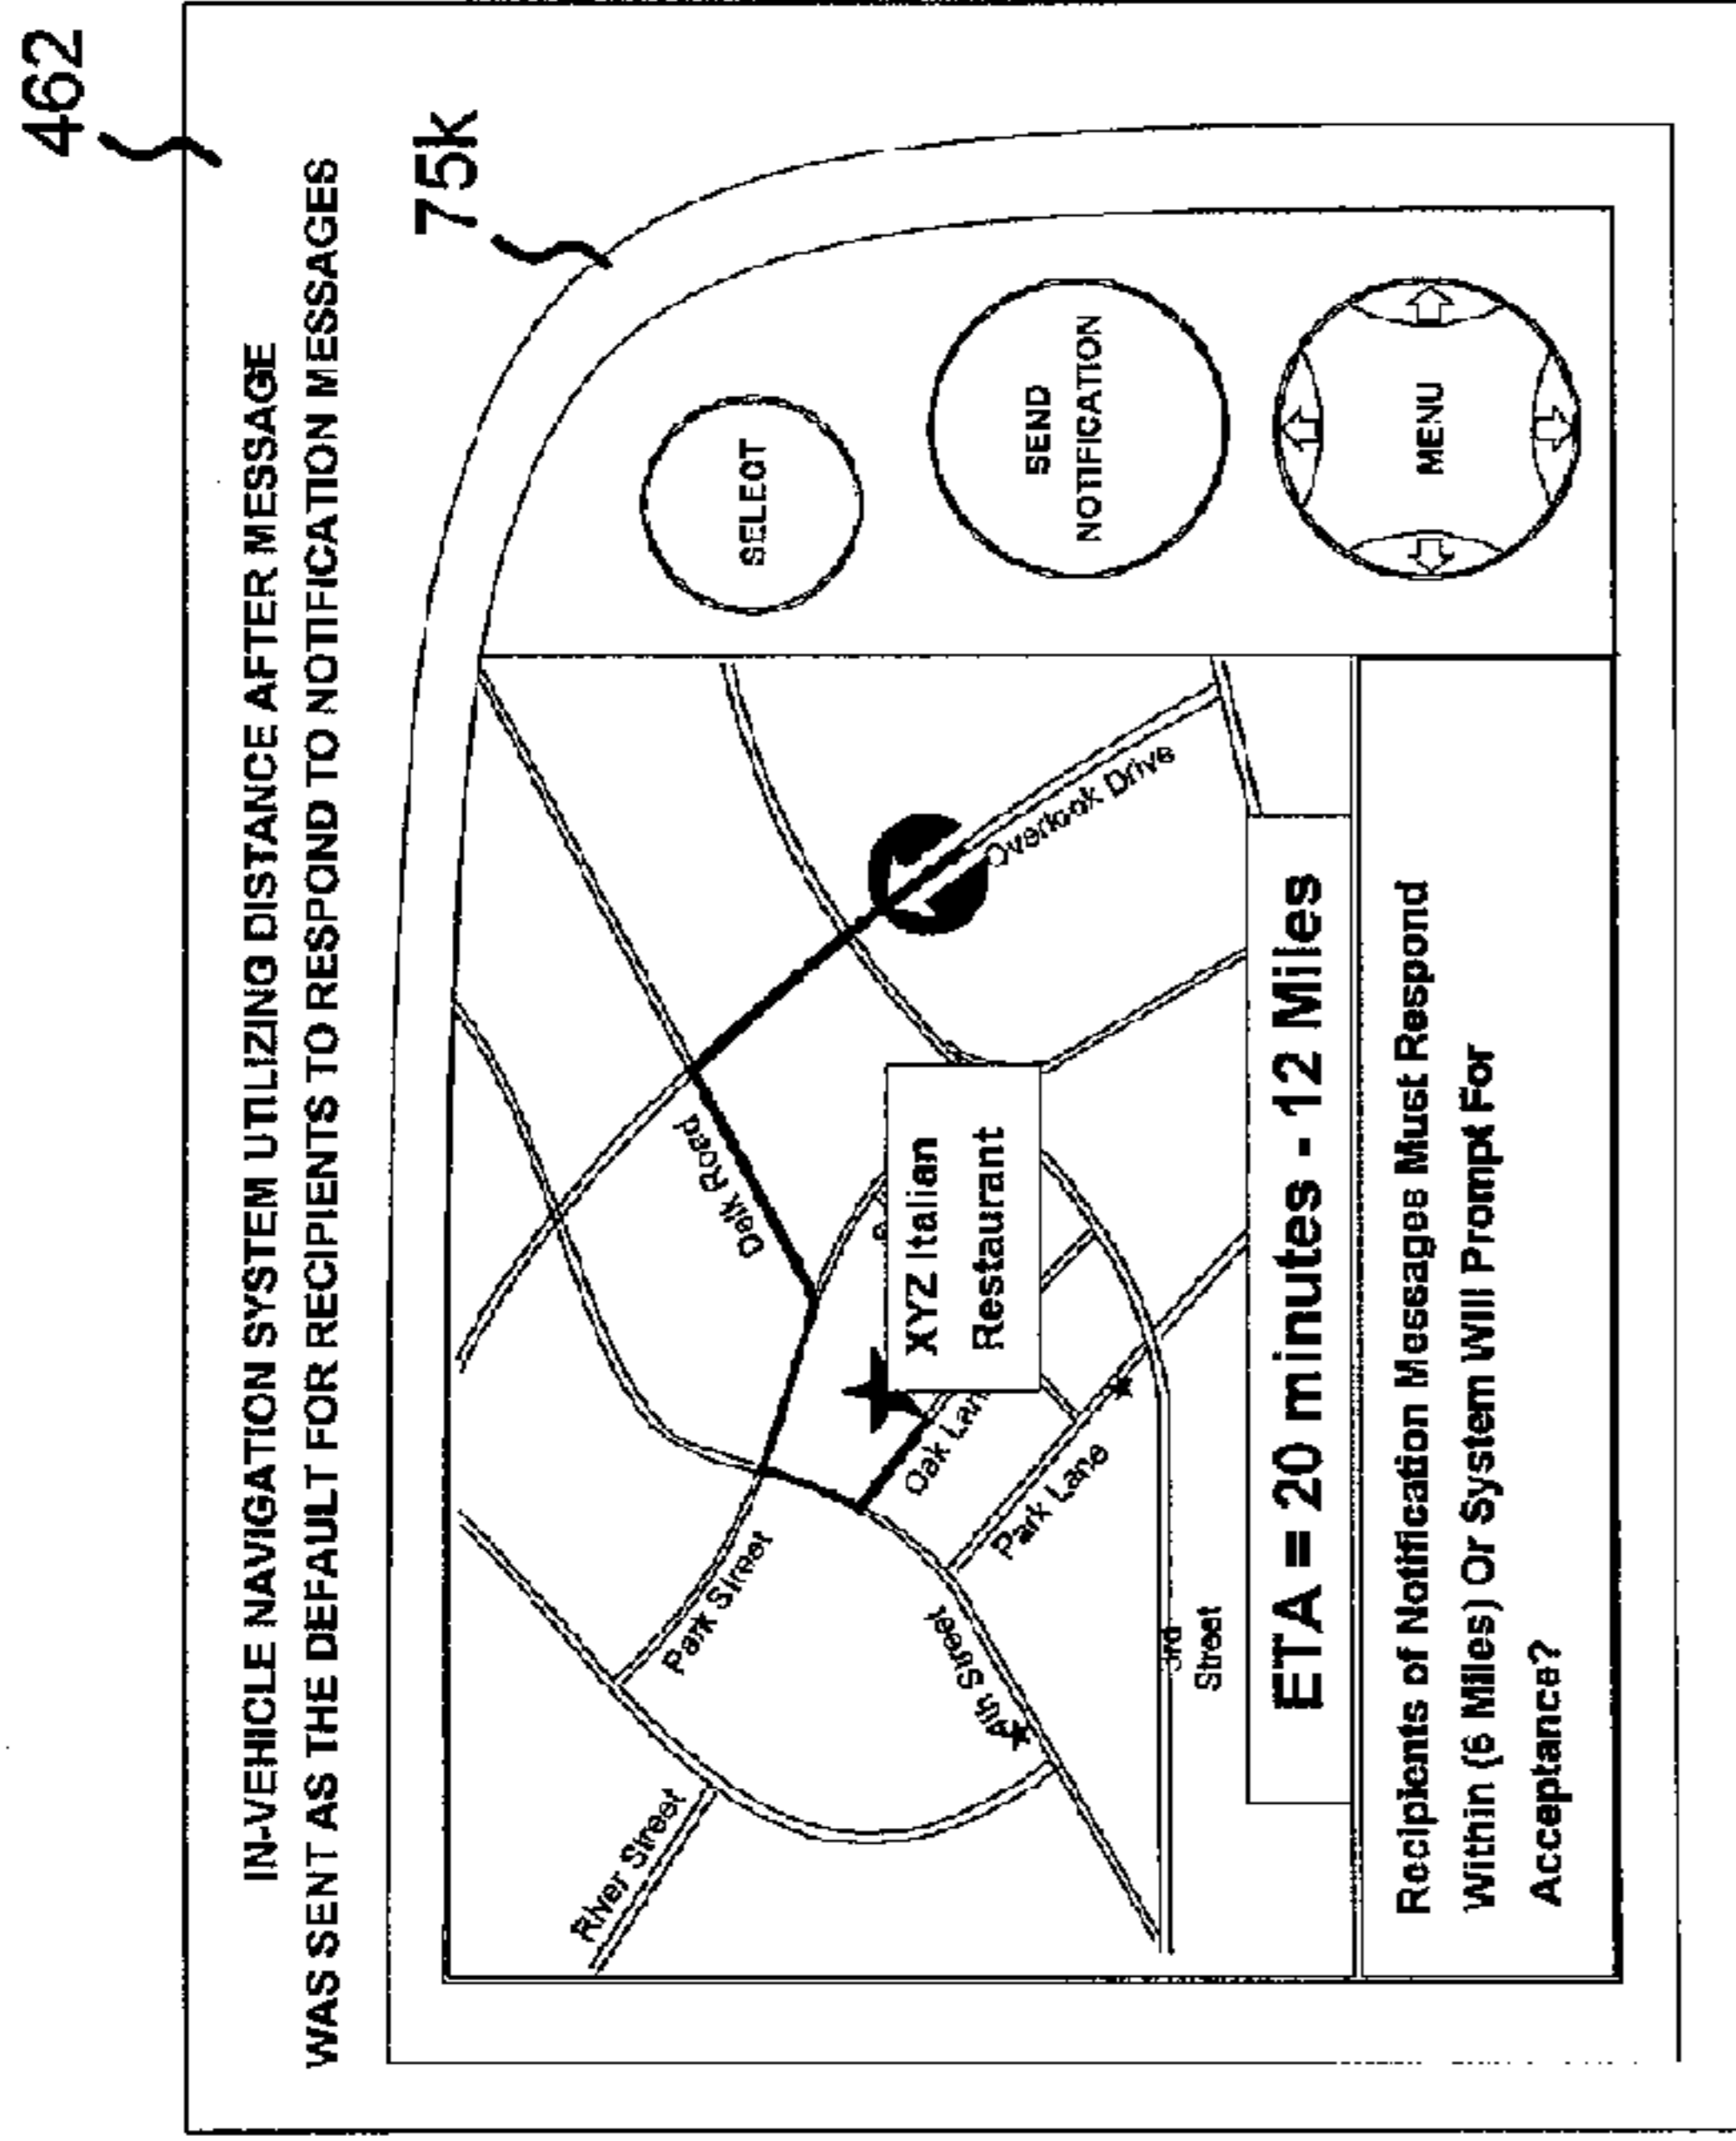 462
IN-VEHICLE NAVIGATION SYSTEM UTILIZING DISTANCE AFTER MESSAGE
WAS SENT AS THE DEFAULT FOR RECIPIENTS TO RESPOND TO NOTIFICATION MESSAGES
75k
River Street
Park Street
Delk Road
Overlook Drive
XYZ Italian
Restaurant
Oak Lan
Park Lane
4th Street
3rd
Street
ETA = 20 minutes - 12 Miles
Recipients of Notification Messages Must Respond
Within (6 Miles) Or System Will Prompt For
Acceptance?
SELECT
SEND
NOTIFICATION
MENU